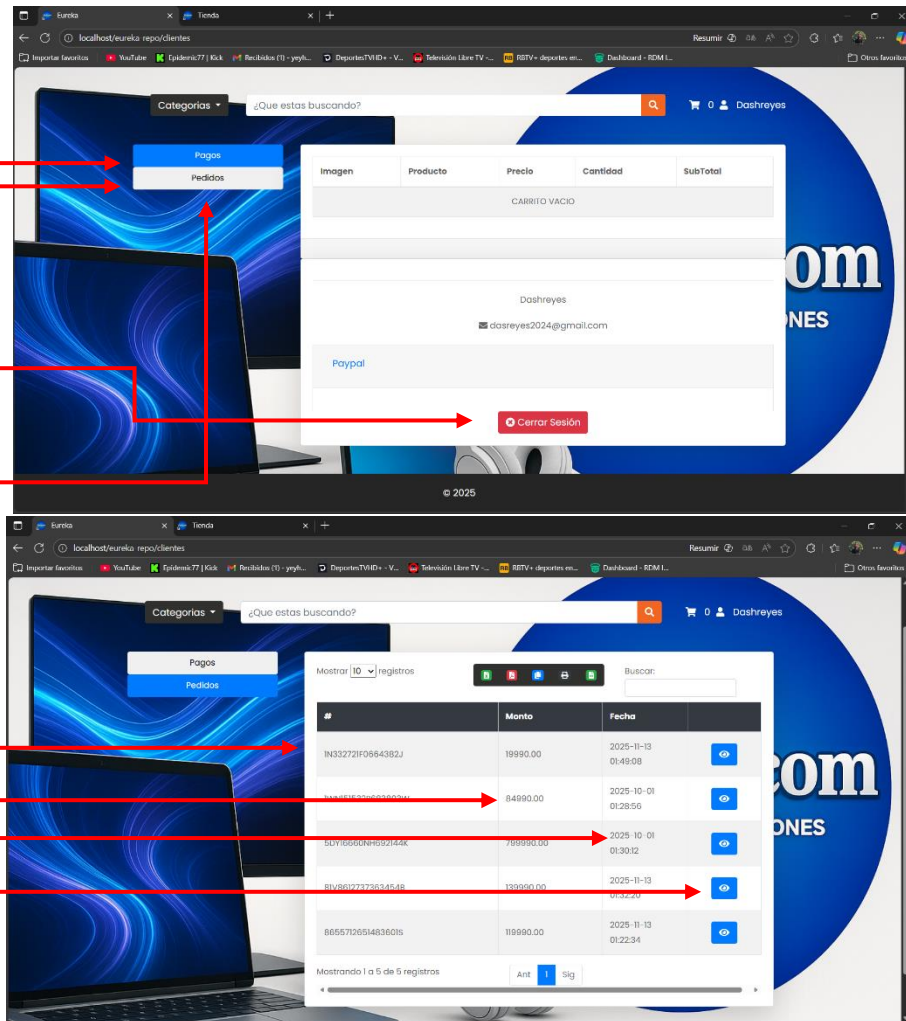 Eureka
Tienda
localhost/eureka repo/clientes
Resumir
Importar favoritos
YouTube
Epidemic77 | Kick
Recibidos (1) - yeyh...
DeportesTVHD+ - V...
Televisión Libre TV -...
RBTV+ deportes en...
Dashboard - RDM I...
Otros favoritos
Categorias
¿Que estas buscando?
0 Dashreyes
Pagos
Pedidos
Imagen Producto Precio Cantidad SubTotal
CARRITO VACIO
om
NES
Dashreyes
dasreyes2024@gmail.com
Paypal
Cerrar Sesión
© 2025
Eureka
Tienda
localhost/eureka repo/clientes
Resumir
Importar favoritos
YouTube
Epidemic77 | Kick
Recibidos (1) - yeyh...
DeportesTVHD+ - V...
Televisión Libre TV -...
RBTV+ deportes en...
Dashboard - RDM I...
Otros favoritos
Categorias
¿Que estas buscando?
0 Dashreyes
Pagos
Pedidos
Mostrar 10 registros
Buscar:
# Monto Fecha
1N332721F0664382J 19990.00 2025-11-13
01:49:08
84990.00 2025-10-01
01:28:56
5DY16660NH692144K 799990.00 2025-10-01
01:30:12
81V8612737363454B 139990.00 2025-11-13
01:32:20
86557126514836015 119990.00 2025-11-13
01:22:34
com
ONES
Mostrando 1 a 5 de 5 registros
Ant 1 Sig